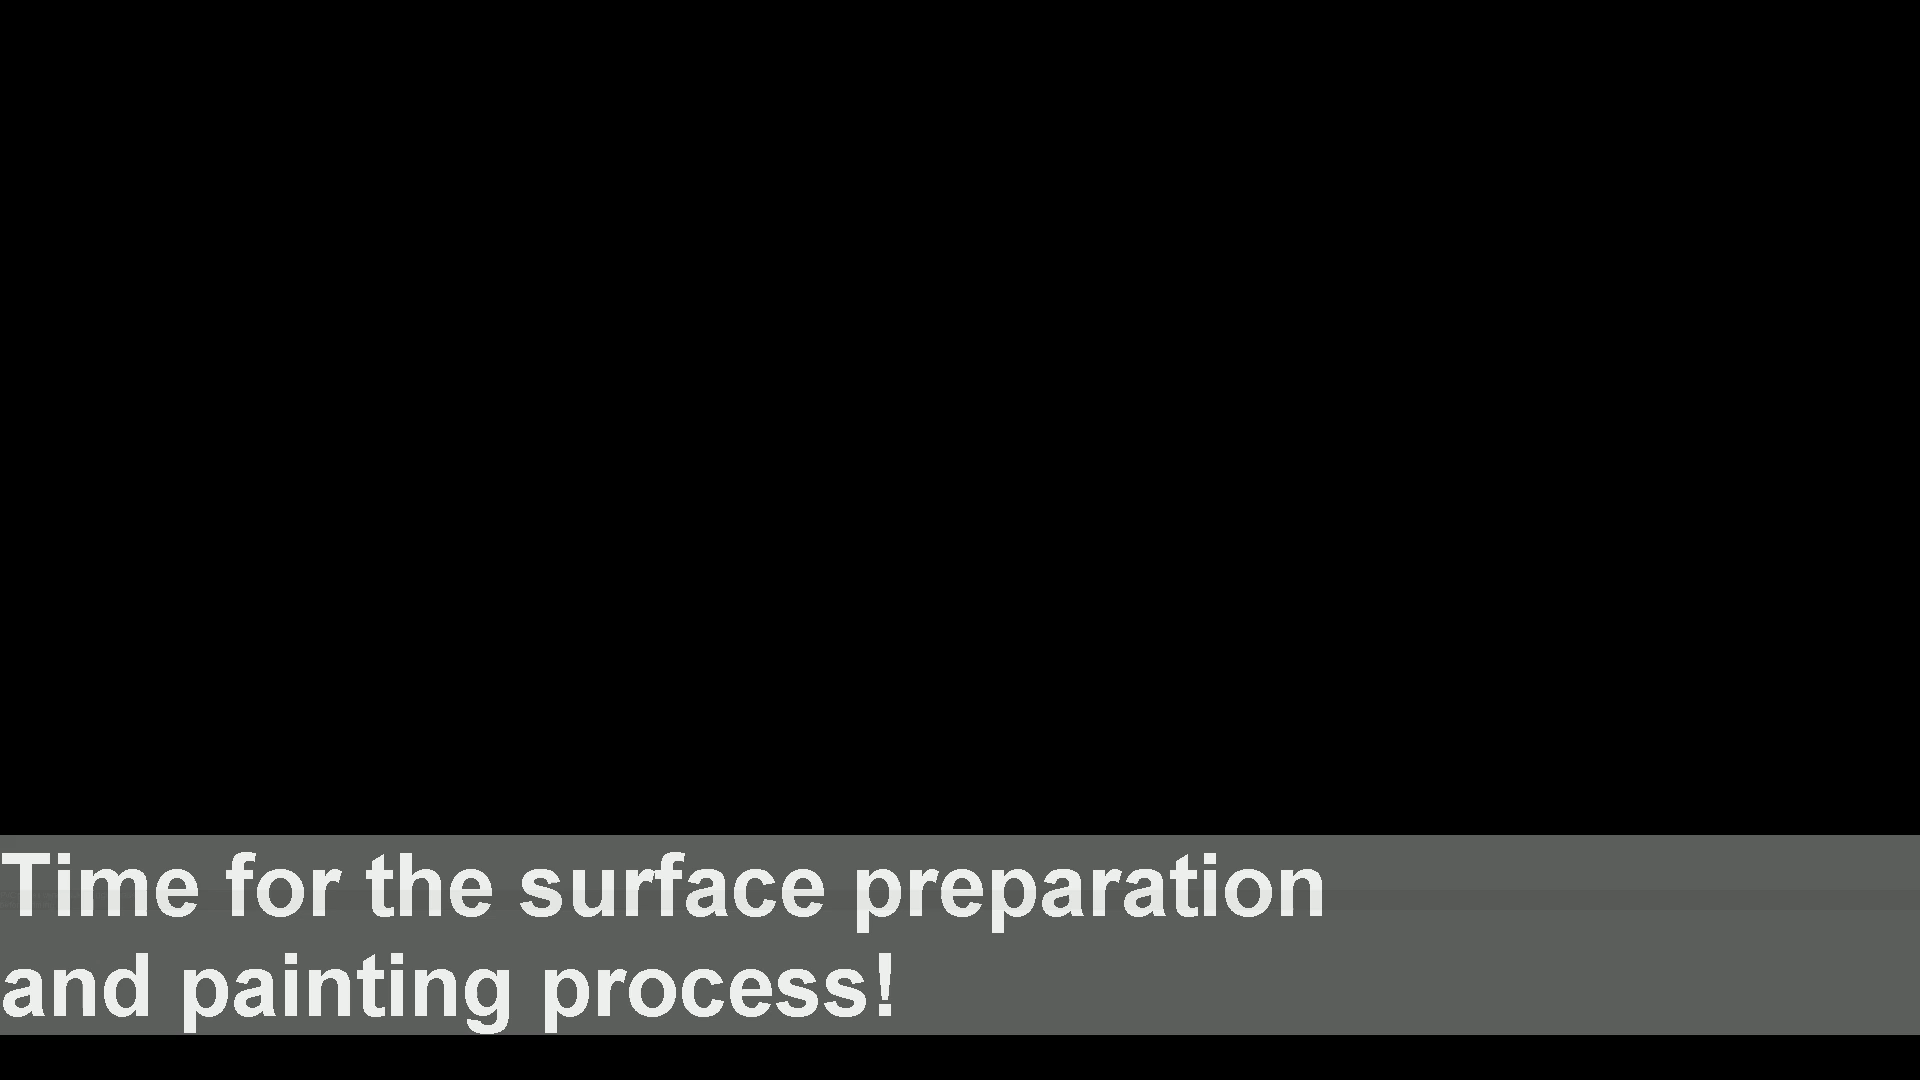 Time for the surface preparation
and painting process!